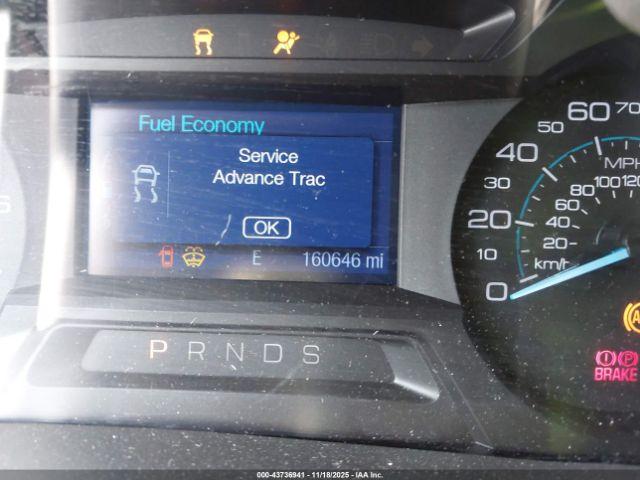 Fuel Economy
Service
Advance Trac
OK
E 160646 mi
P R N D S
0 10 20 30 40 50 60 70
MPH
20 40 60 80 100 120
km/h
BRAKE
000-43736941 - 11/18/2025 - IAA Inc.